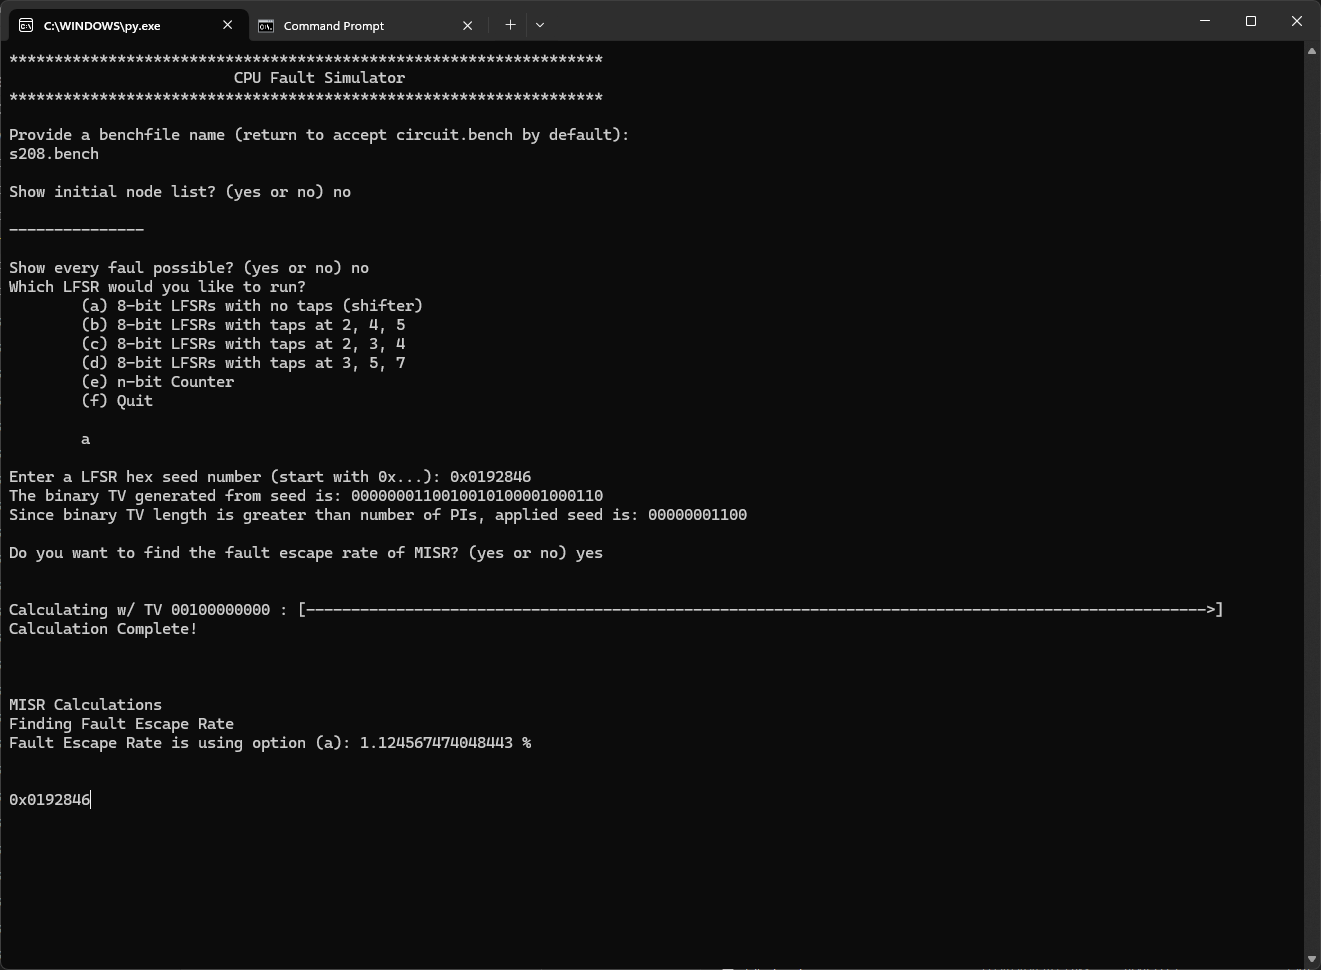 C:\WINDOWS\py.exe
Command Prompt
******************************************************************
CPU Fault Simulator
******************************************************************
Provide a benchfile name (return to accept circuit.bench by default):
s208.bench
Show initial node list? (yes or no) no
---------------
Show every faul possible? (yes or no) no
Which LFSR would you like to run?
(a) 8-bit LFSRs with no taps (shifter)
(b) 8-bit LFSRs with taps at 2, 4, 5
(c) 8-bit LFSRs with taps at 2, 3, 4
(d) 8-bit LFSRs with taps at 3, 5, 7
(e) n-bit Counter
(f) Quit
a
Enter a LFSR hex seed number (start with 0x...): 0x0192846
The binary TV generated from seed is: 0000000110010010100001000110
Since binary TV length is greater than number of PIs, applied seed is: 00000001100
Do you want to find the fault escape rate of MISR? (yes or no) yes
Calculating w/ TV 00100000000 : [---------------------------------------------------------------------------------------------------->]
Calculation Complete!
MISR Calculations
Finding Fault Escape Rate
Fault Escape Rate is using option (a): 1.124567474048443 %
0x0192846